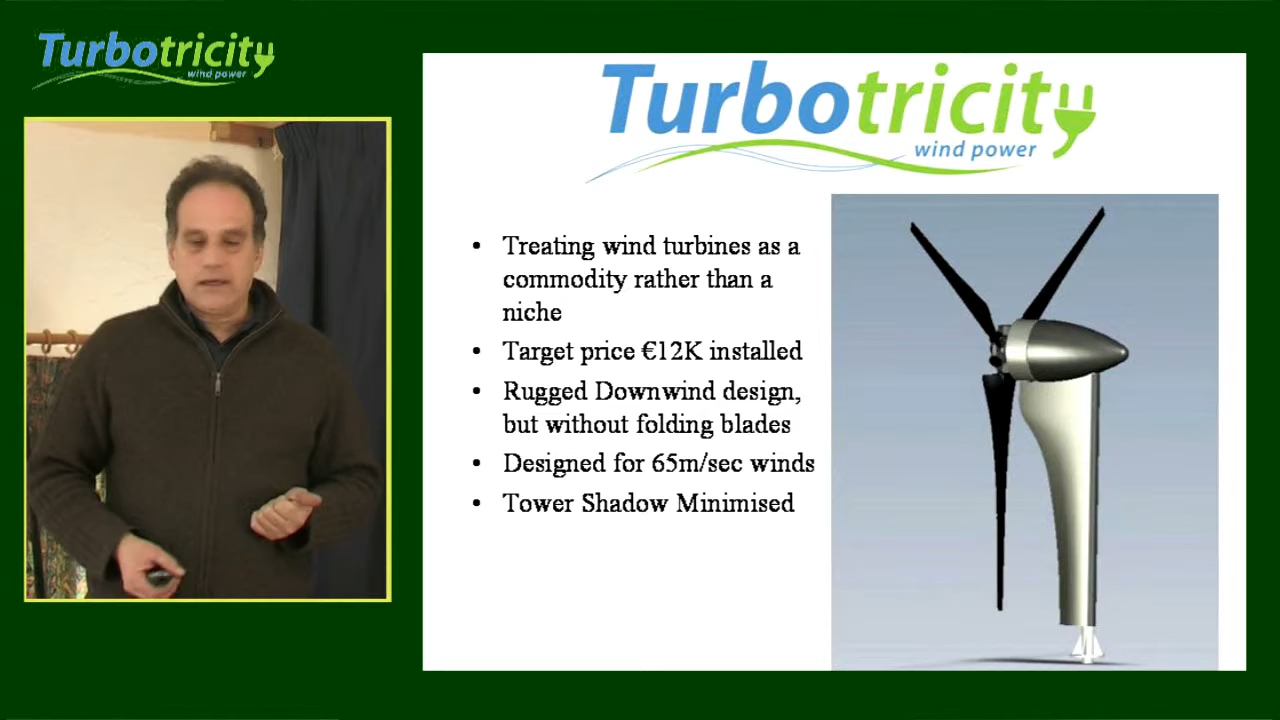 Turbotricity
wind power
Turbotricity
wind power
• Treating wind turbines as a
commodity rather than a
niche
• Target price €12K installed
• Rugged Downwind design,
but without folding blades
• Designed for 65m/sec winds
• Tower Shadow Minimised